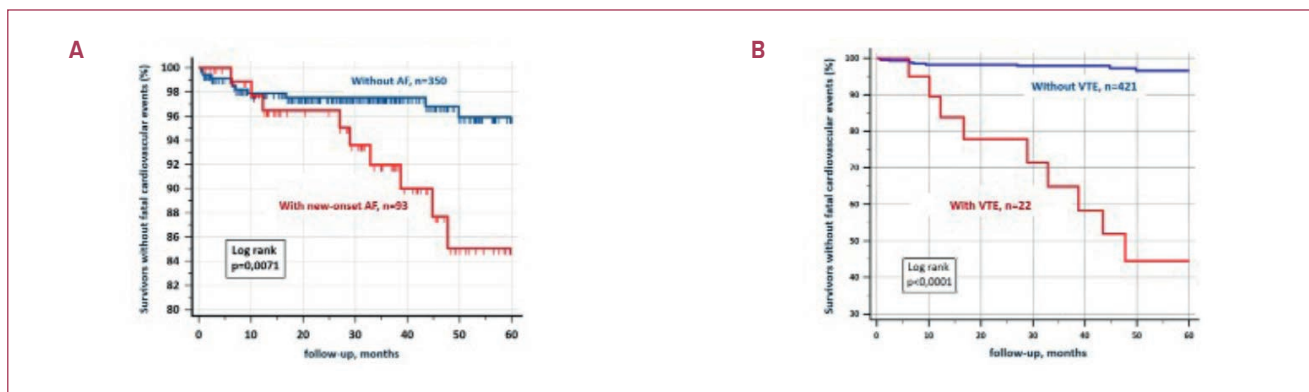 A
Survivors without fatal cardiovascular events (%)
100
98
96
94
92
90
88
86
84
82
80
Without AF, n=350
With new-onset AF, n=93
Log rank
p=0,0071
0 10 20 30 40 50 60
follow-up, months
B
Survivors without fatal cardiovascular events (%)
100
90
80
70
60
50
40
30
Without VTE, n=421
With VTE, n=22
Log rank
p<0,0001
0 10 20 30 40 50 60
follow-up, months